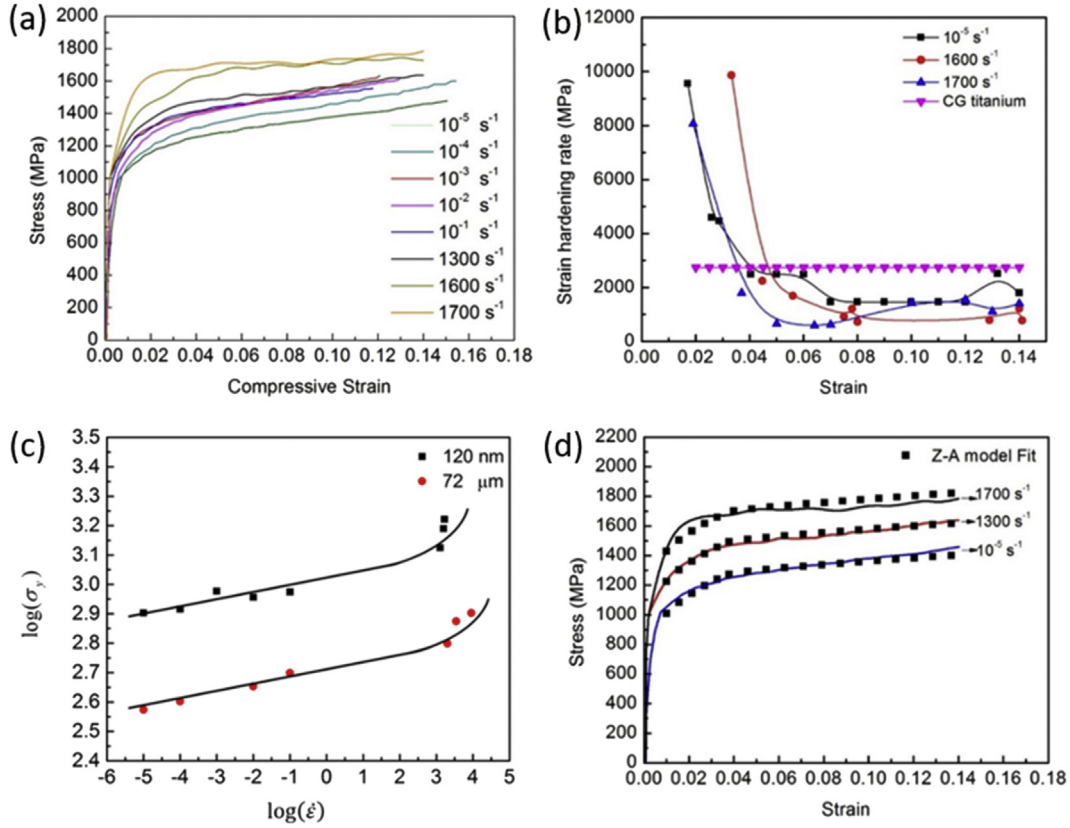 (a)
2000
1800
1600
1400
1200
1000
800
600
400
200
0
Stress (MPa)
10⁻⁵ s⁻¹
10⁻⁴ s⁻¹
10⁻³ s⁻¹
10⁻² s⁻¹
10⁻¹ s⁻¹
1300 s⁻¹
1600 s⁻¹
1700 s⁻¹
0.00 0.02 0.04 0.06 0.08 0.10 0.12 0.14 0.16 0.18
Compressive Strain
(b)
12000
10000
8000
6000
4000
2000
0
Strain hardening rate (MPa)
10⁻⁵ s⁻¹
1600 s⁻¹
1700 s⁻¹
CG titanium
0.00 0.02 0.04 0.06 0.08 0.10 0.12 0.14
Strain
(c)
3.5
3.4
3.3
3.2
3.1
3.0
2.9
2.8
2.7
2.6
2.5
2.4
log(σy)
120 nm
72 μm
-6 -5 -4 -3 -2 -1 0 1 2 3 4 5
log(ε̇)
(d)
2200
2000
1800
1600
1400
1200
1000
800
600
400
200
0
Stress (MPa)
Z-A model Fit
1700 s⁻¹
1300 s⁻¹
10⁻⁵ s⁻¹
0.00 0.02 0.04 0.06 0.08 0.10 0.12 0.14 0.16 0.18
Strain